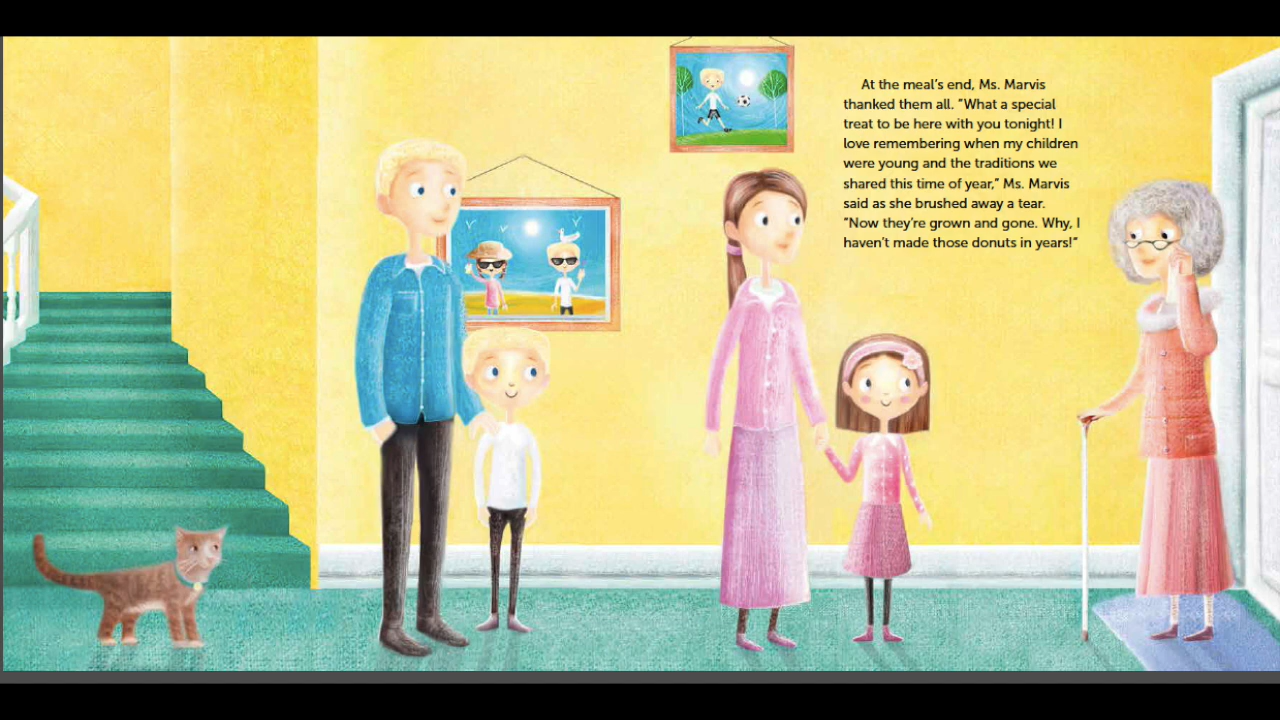 At the meal’s end, Ms. Marvis
thanked them all. “What a special
treat to be here with you tonight! I
love remembering when my children
were young and the traditions we
shared this time of year,” Ms. Marvis
said as she brushed away a tear.
“Now they’re grown and gone. Why, I
haven’t made those donuts in years!”